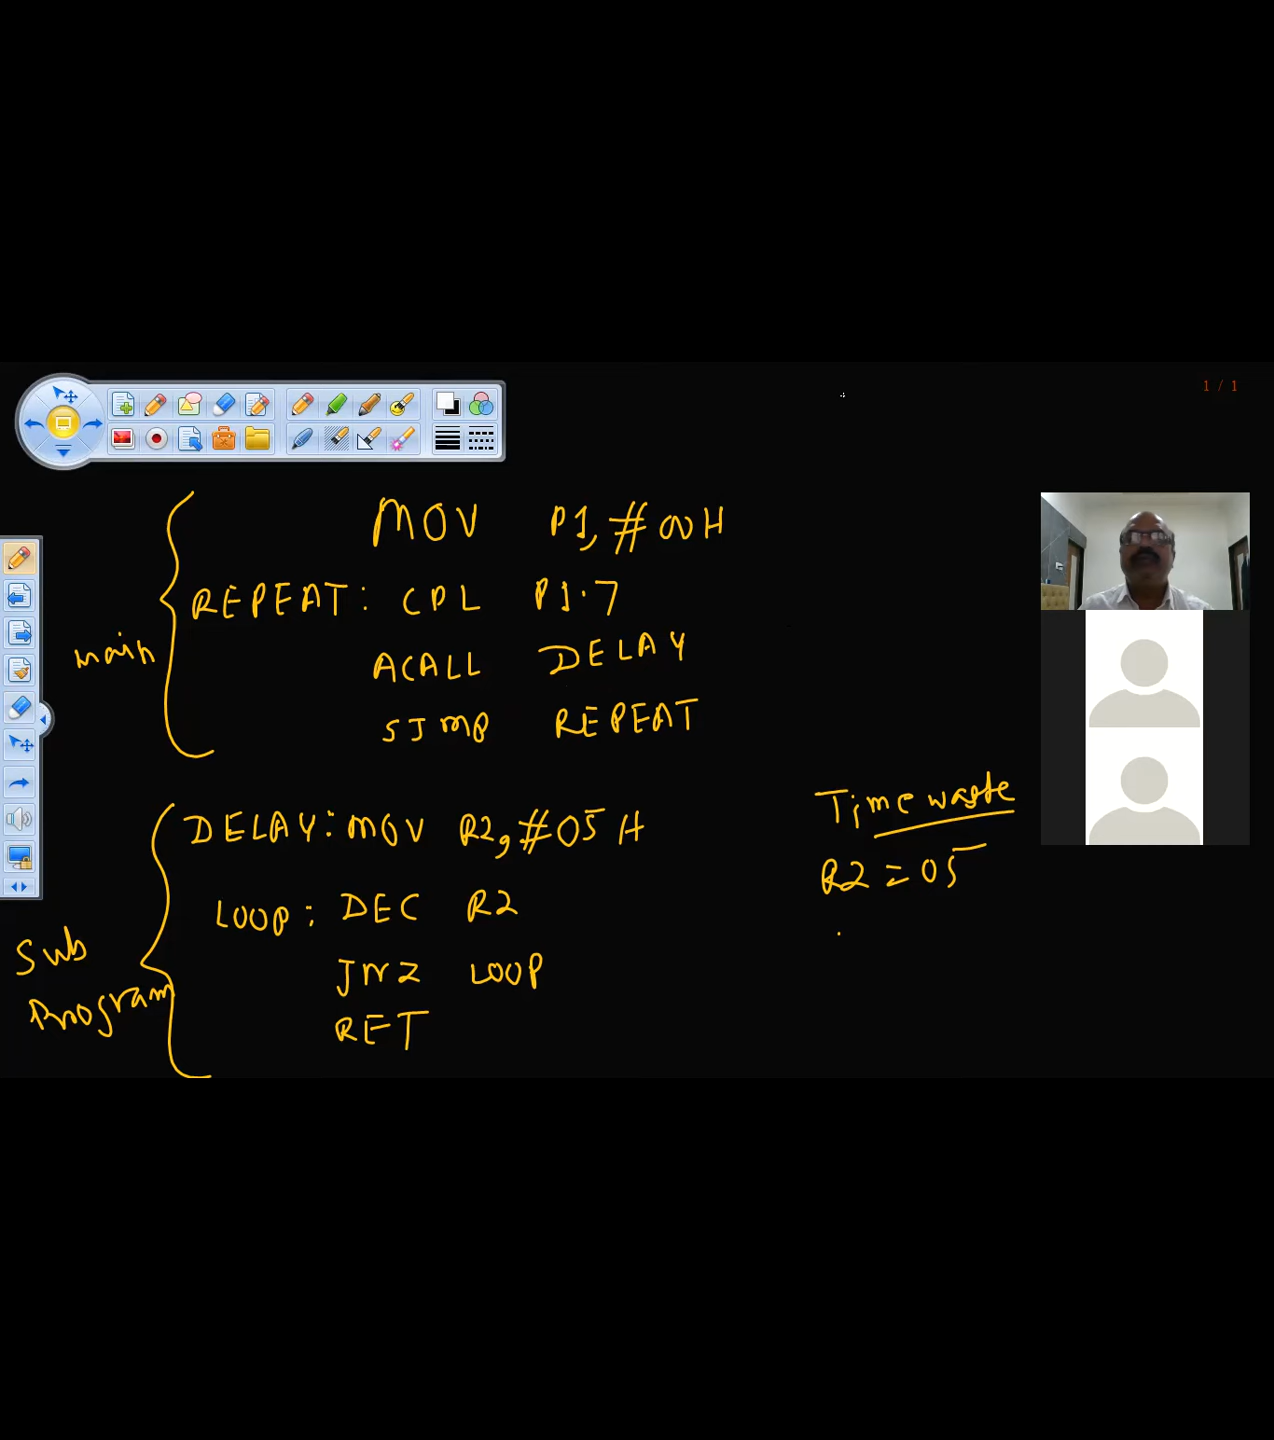 1 / 1
MOV P1, #00H
REPEAT: CPL P1.7
main
ACALL DELAY
SJMP REPEAT
Time waste
DELAY: MOV R2, #05H
R2 = 05
LOOP: DEC R2
Sub
JNZ LOOP
Program
RET